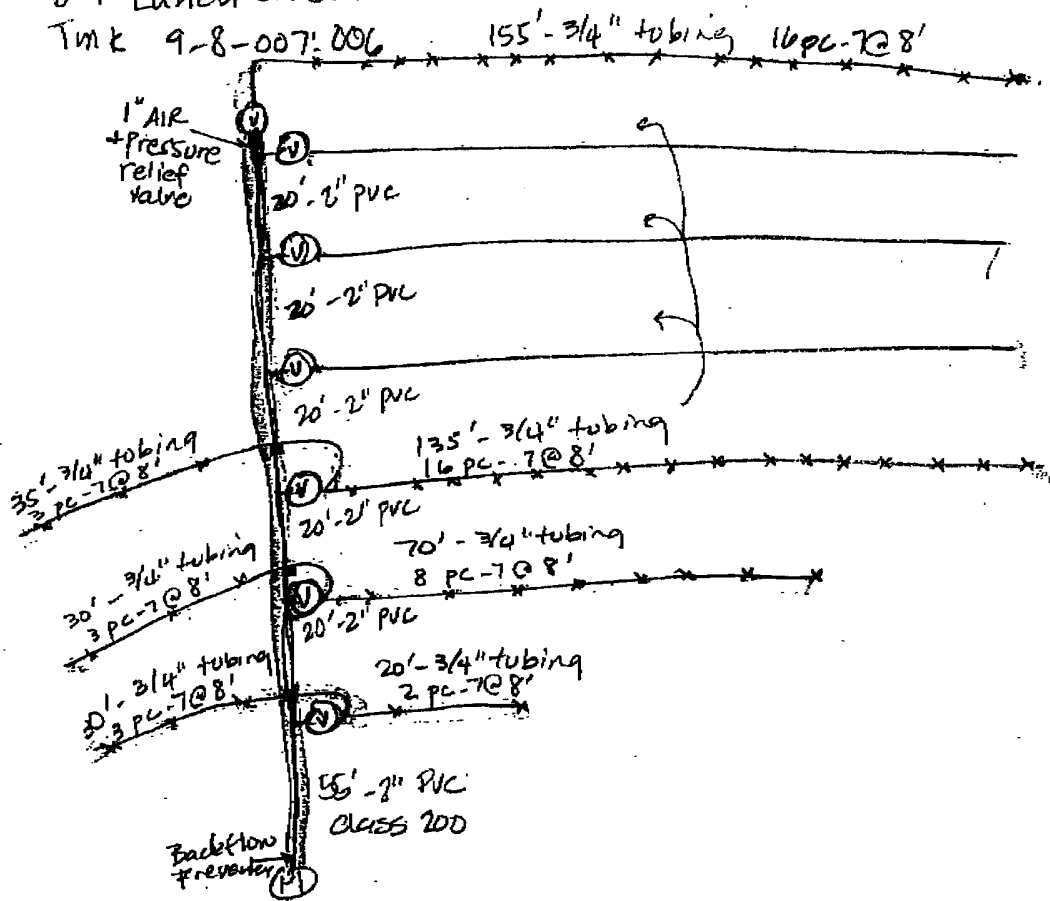 Tmk 9-8-007:006
155'-3/4" tubing 16pc-7@8'
1" AIR
+Pressure
relief
valve
V
V
20'-2" PVC
V
20'-2" PVC
V
20'-2" PVC
35'-3/4" tubing
3 pc-7@8'
135'-3/4" tubing
16 pc-7@8'
V
20'-2" PVC
30'-3/4" tubing
3 pc-7@8'
70'-3/4" tubing
8 pc-7@8'
V
20'-2" PVC
30'-3/4" tubing
3 pc-7@8'
20'-3/4" tubing
2 pc-7@8'
V
55'-2" PVC
Class 200
Backflow
Preventer